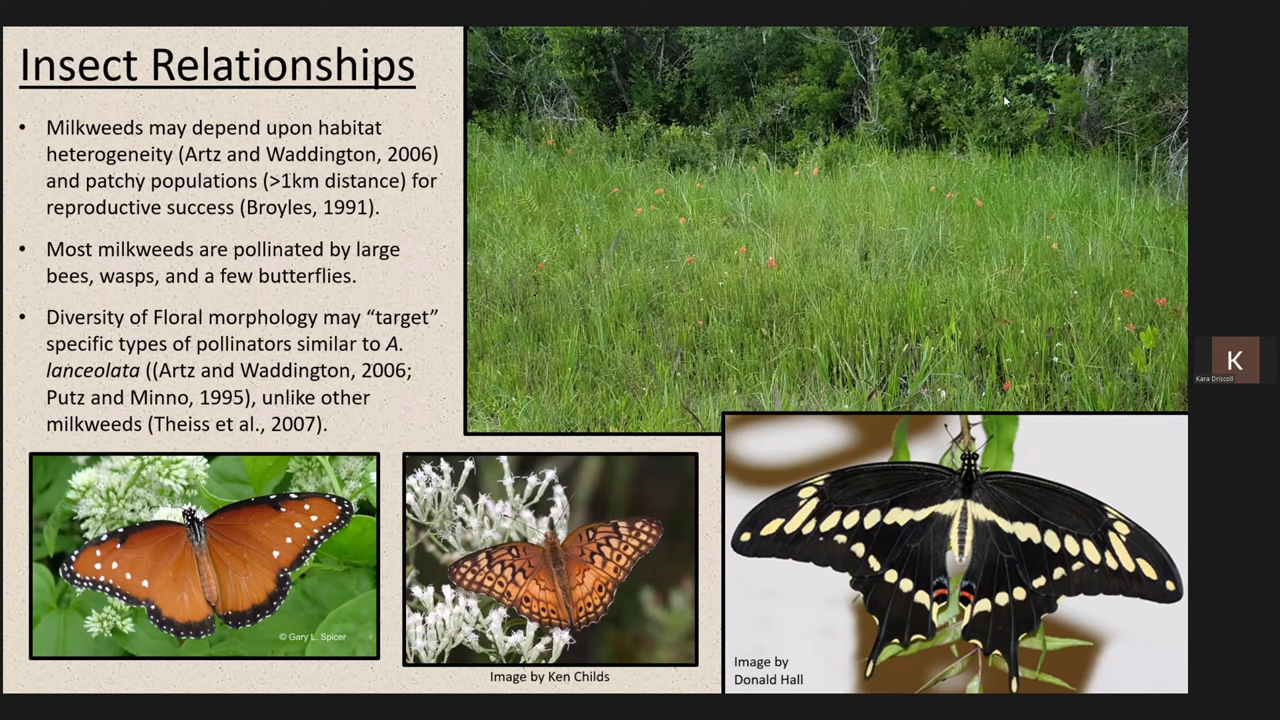 Insect Relationships
• Milkweeds may depend upon habitat
heterogeneity (Artz and Waddington, 2006)
and patchy populations (>1km distance) for
reproductive success (Broyles, 1991).
• Most milkweeds are pollinated by large
bees, wasps, and a few butterflies.
• Diversity of Floral morphology may “target”
specific types of pollinators similar to A.
lanceolata ((Artz and Waddington, 2006;
Putz and Minno, 1995), unlike other
milkweeds (Theiss et al., 2007).
© Gary L. Spicer
Image by Ken Childs
Image by
Donald Hall
K
Kara Driscoll